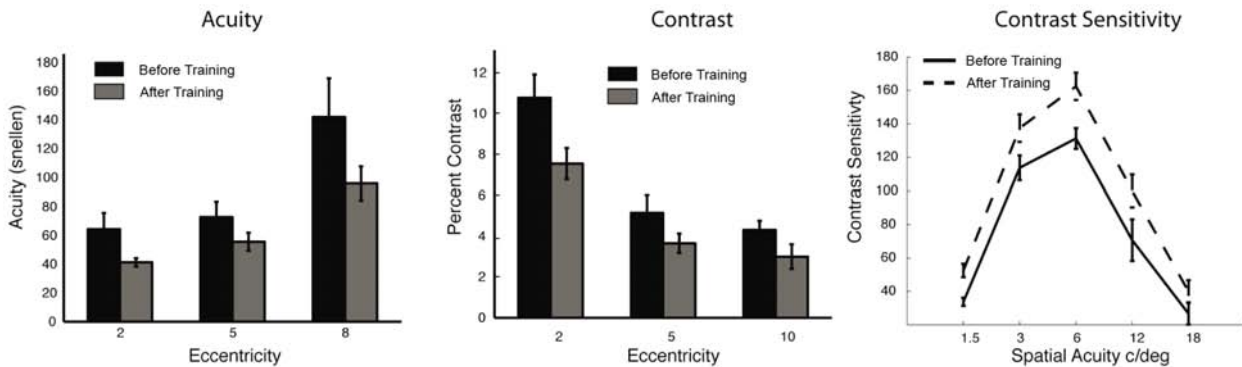 Acuity
Acuity (snellen)
180
160
140
120
100
80
60
40
20
0
Before Training
After Training
2 5 8
Eccentricity
Contrast
Percent Contrast
12
10
8
6
4
2
0
Before Training
After Training
2 5 10
Eccentricity
Contrast Sensitivity
Contrast Sensitivty
180
160
140
120
100
80
60
40
Before Training
After Training
1.5 3 6 12 18
Spatial Acuity c/deg